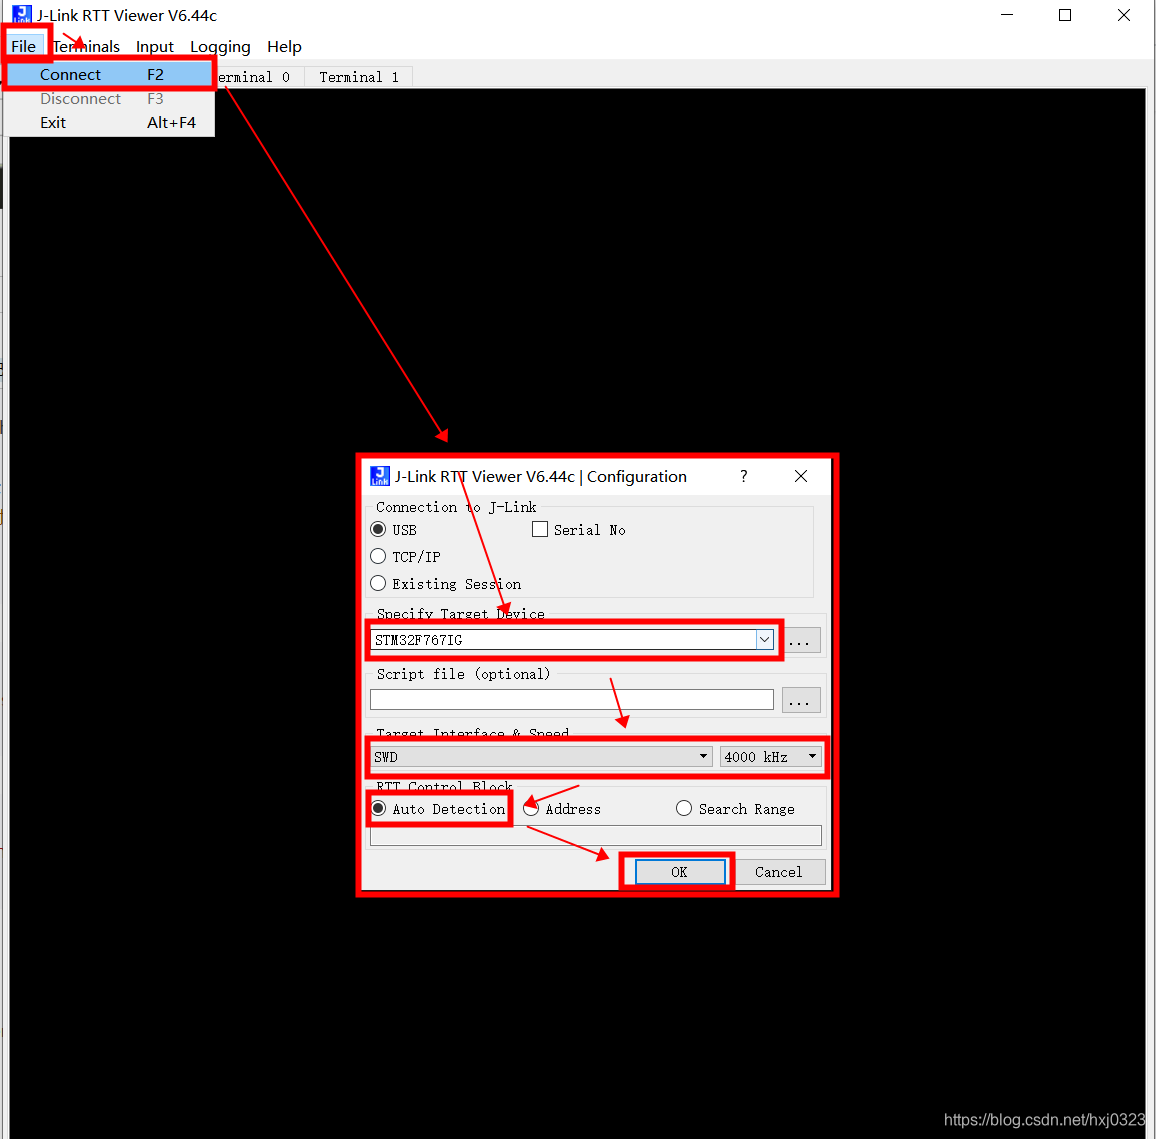 J-Link RTT Viewer V6.44c
File Terminals Input Logging Help
Connect F2
erminal 0 Terminal 1
Disconnect F3
Exit Alt+F4
J-Link RTT Viewer V6.44c | Configuration ?
Connection to J-Link
USB Serial No
TCP/IP
Existing Session
Specify Target Device
STM32F767IG ...
Script file (optional)
...
Target Interface & Speed
SWD 4000 kHz
RTT Control Block
Auto Detection Address Search Range
OK Cancel
https://blog.csdn.net/hxj0323